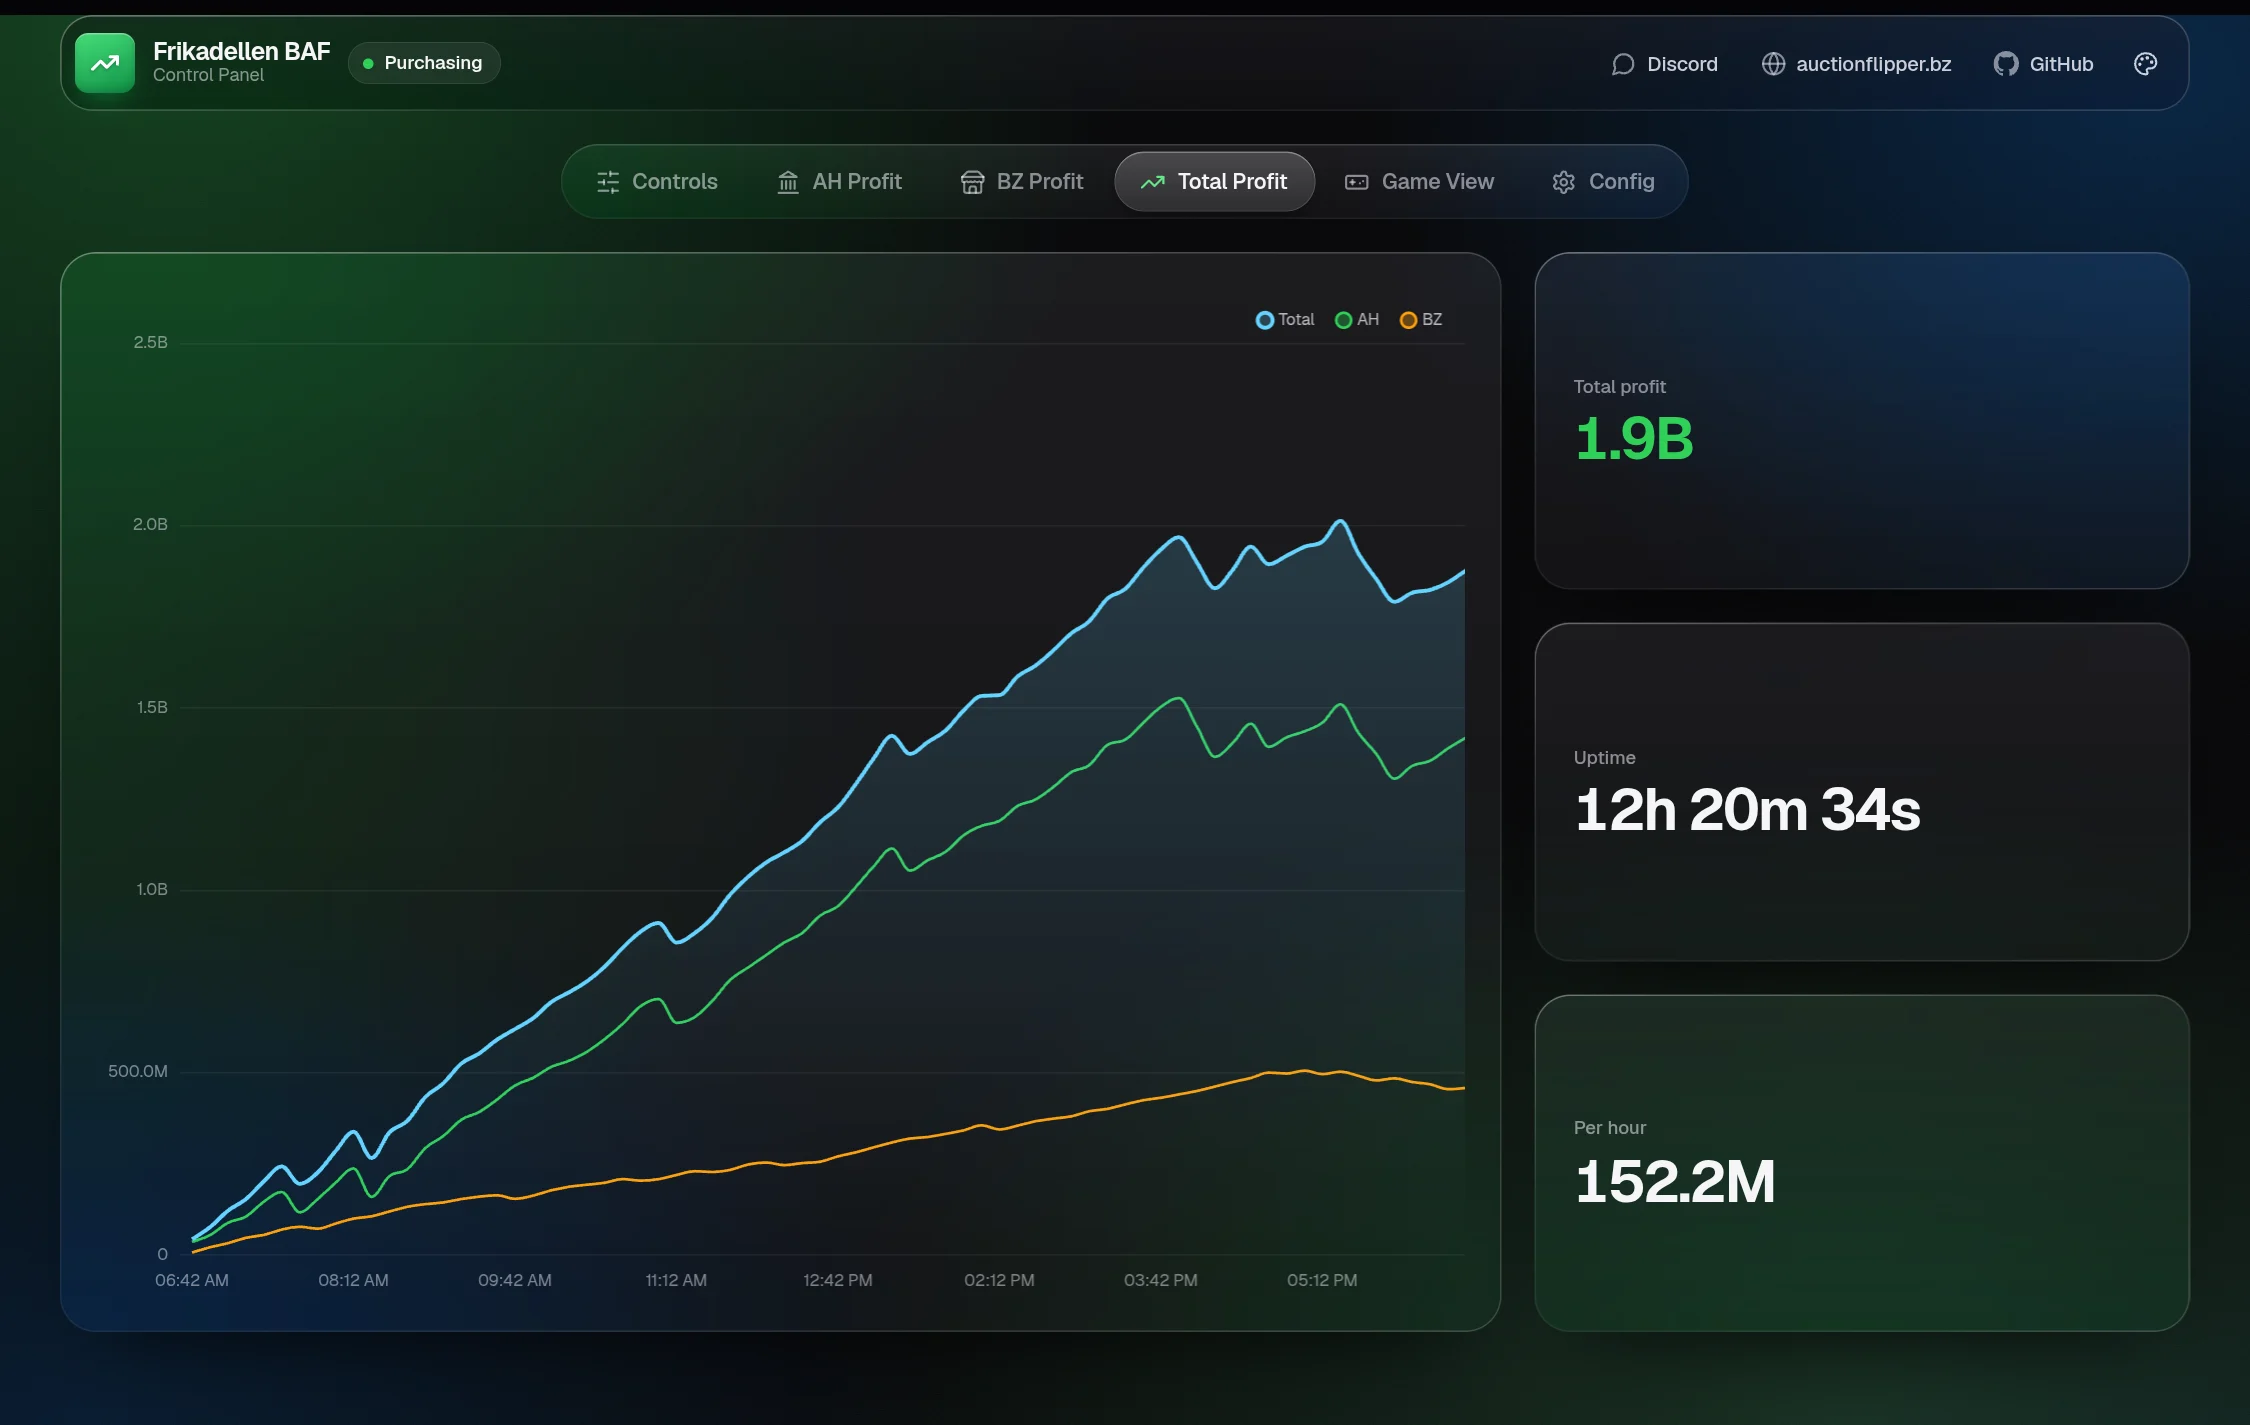 Frikadellen BAF
Control Panel
Purchasing
Discord
auctionflipper.bz
GitHub
Controls
AH Profit
BZ Profit
Total Profit
Game View
Config
Total
AH
BZ
2.5B
2.0B
1.5B
1.0B
500.0M
0
06:42 AM
08:12 AM
09:42 AM
11:12 AM
12:42 PM
02:12 PM
03:42 PM
05:12 PM
Total profit
1.9B
Uptime
12h 20m 34s
Per hour
152.2M